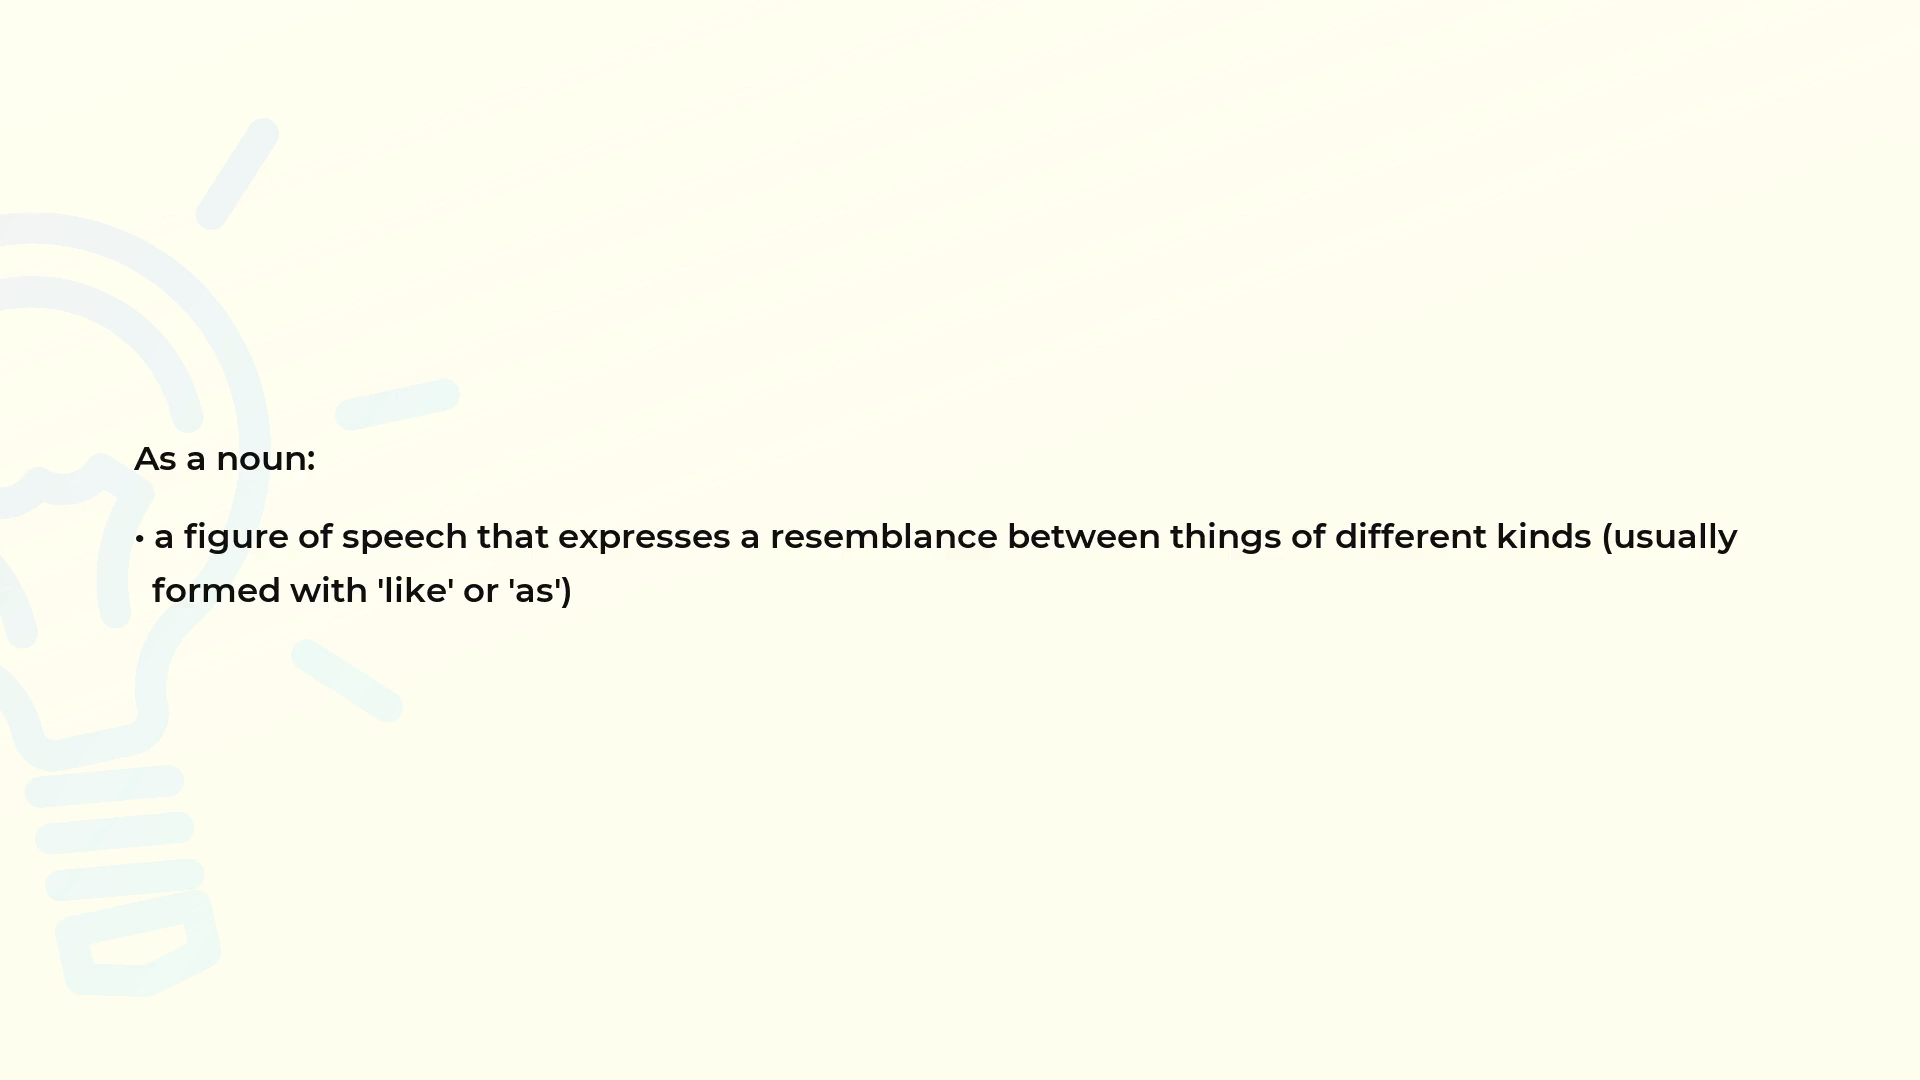 As a noun:
• a figure of speech that expresses a resemblance between things of different kinds (usually
formed with 'like' or 'as')